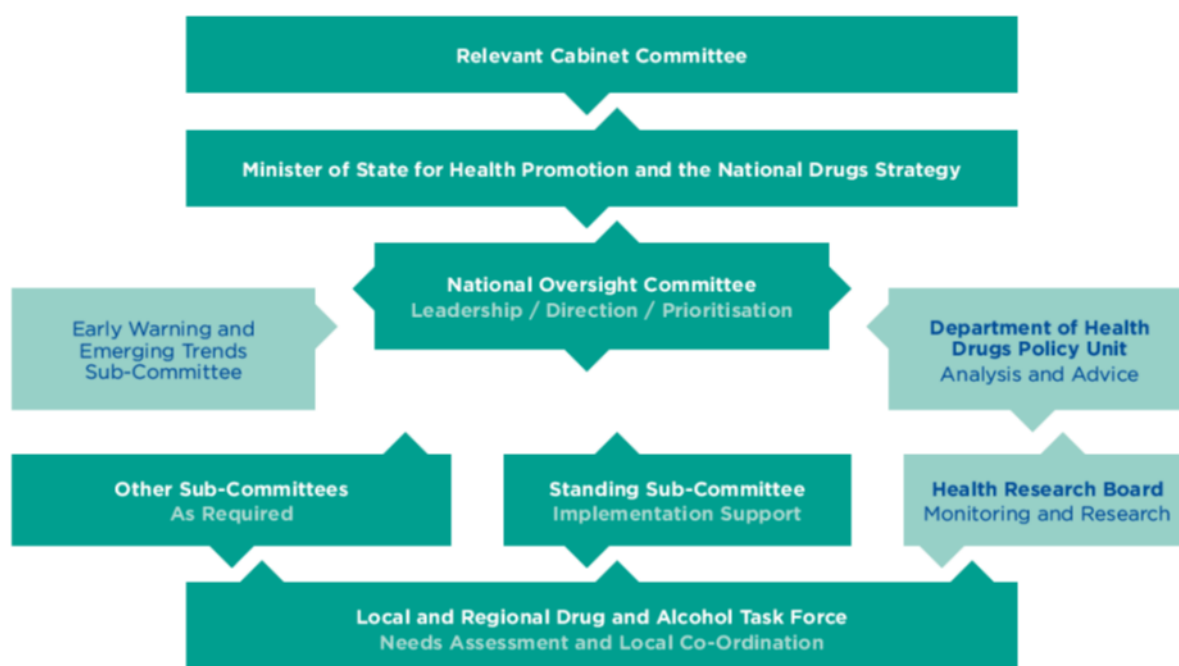 Relevant Cabinet Committee
Minister of State for Health Promotion and the National Drugs Strategy
National Oversight Committee
Leadership / Direction / Prioritisation
Early Warning and
Emerging Trends
Sub-Committee
Department of Health
Drugs Policy Unit
Analysis and Advice
Other Sub-Committees
As Required
Standing Sub-Committee
Implementation Support
Health Research Board
Monitoring and Research
Local and Regional Drug and Alcohol Task Force
Needs Assessment and Local Co-Ordination